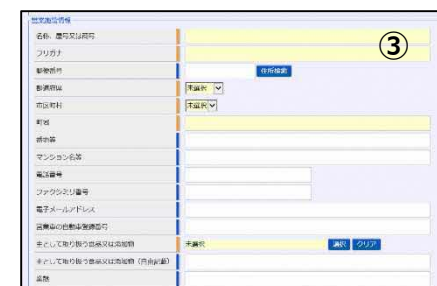 営業施設情報
③
名称、屋号又は商号
フリガナ
郵便番号
住所検索
都道府県
未選択
市区町村
未選択
町域
番地等
マンション名等
電話番号
ファクシミリ番号
電子メールアドレス
営業車の自動車登録番号
主として取り扱う食品又は添加物
未選択
選択
クリア
主として取り扱う食品又は添加物（自由記載）
業態